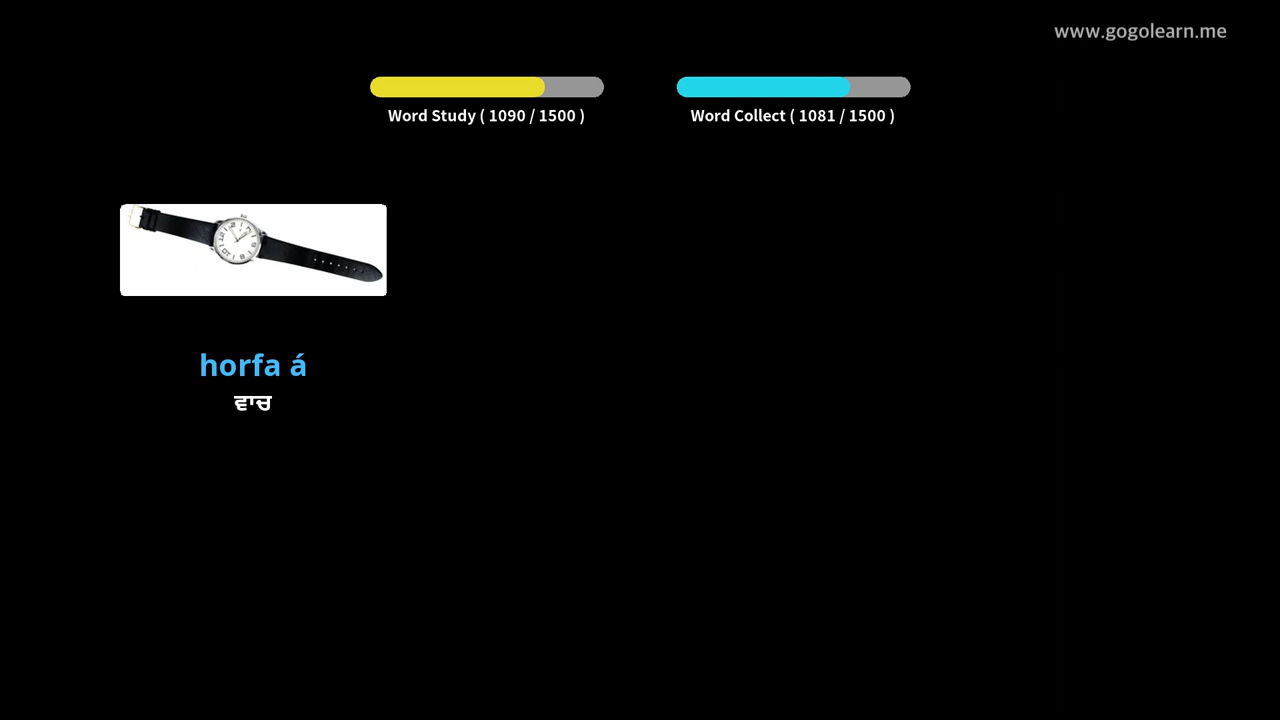 www.gogolearn.me
Word Study ( 1090 / 1500 )
Word Collect ( 1081 / 1500 )
horfa á
ਵਾਚ